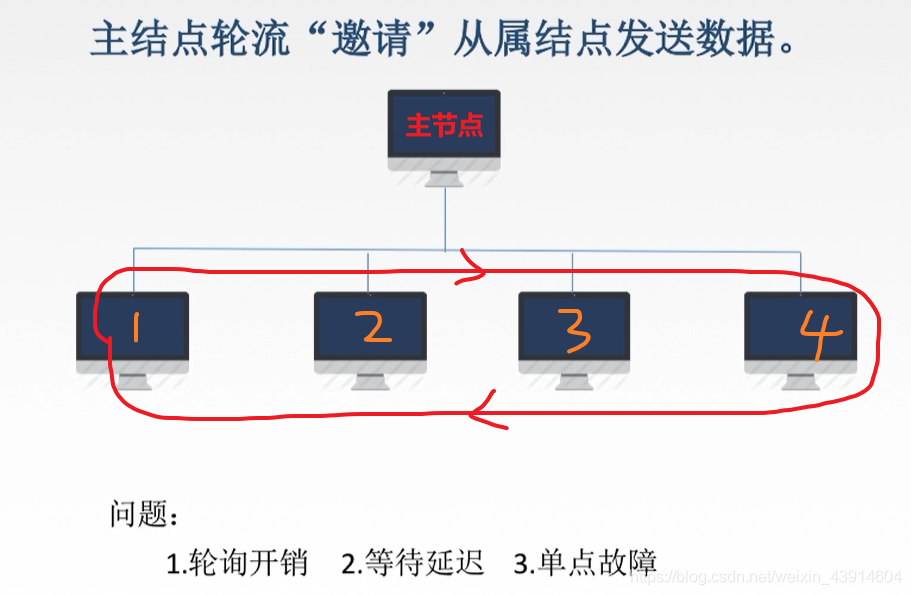 主结点轮流“邀请”从属结点发送数据。
主节点
1 2 3 4
问题：
1.轮询开销 2.等待延迟 3.单点故障
https://blog.csdn.net/weixin_43914604